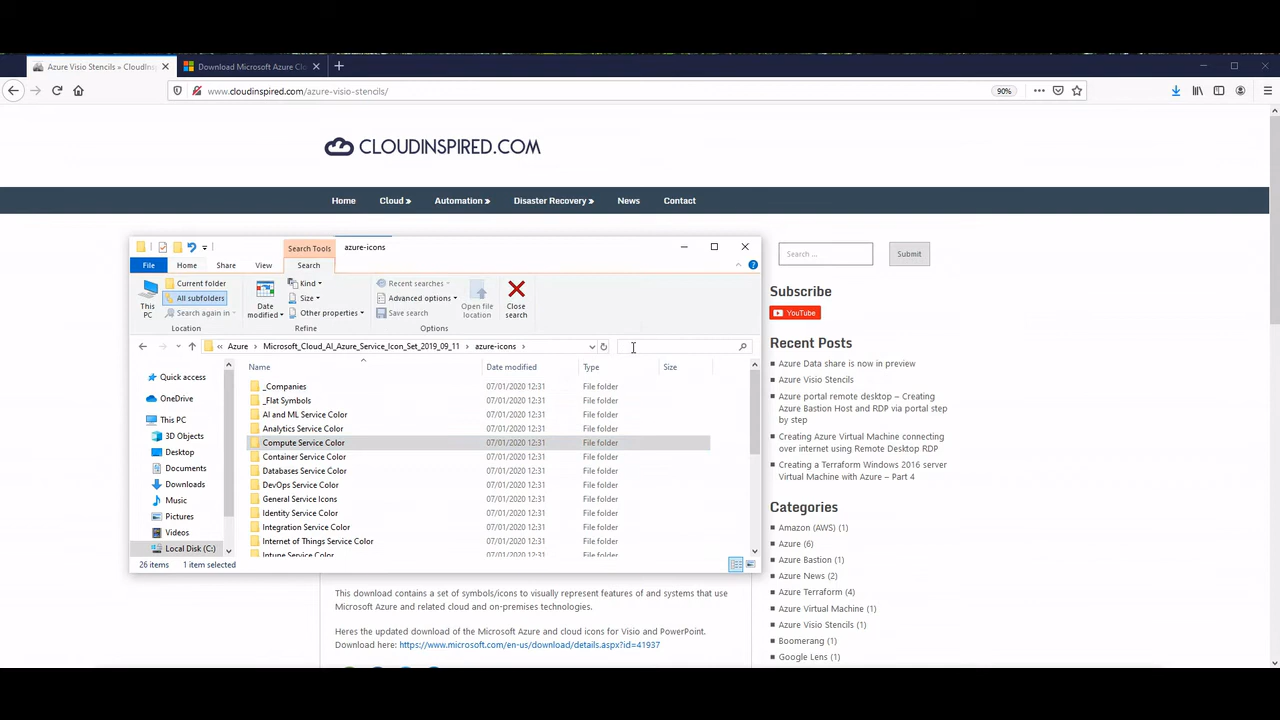 Azure Visio Stencils » CloudIns
Download Microsoft Azure Clo
www.cloudinspired.com/azure-visio-stencils/
90%
CLOUDINSPIRED.COM
Home
Cloud »
Automation »
Disaster Recovery »
News
Contact
Search Tools
azure-icons
File
Home
Share
View
Search
This PC
Current folder
All subfolders
Search again in
Location
Date modified
Kind
Size
Other properties
Refine
Recent searches
Advanced options
Save search
Options
Open file location
Close search
« Azure > Microsoft_Cloud_AI_Azure_Service_Icon_Set_2019_09_11 > azure-icons >
Name Date modified Type Size
Quick access
OneDrive
This PC
3D Objects
Desktop
Documents
Downloads
Music
Pictures
Videos
Local Disk (C:)
_Companies 07/01/2020 12:31 File folder
_Flat Symbols 07/01/2020 12:31 File folder
AI and ML Service Color 07/01/2020 12:31 File folder
Analytics Service Color 07/01/2020 12:31 File folder
Compute Service Color 07/01/2020 12:31 File folder
Container Service Color 07/01/2020 12:31 File folder
Databases Service Color 07/01/2020 12:31 File folder
DevOps Service Color 07/01/2020 12:31 File folder
General Service Icons 07/01/2020 12:31 File folder
Identity Service Color 07/01/2020 12:31 File folder
Integration Service Color 07/01/2020 12:31 File folder
Internet of Things Service Color 07/01/2020 12:31 File folder
Intune Service Color 07/01/2020 12:31 File folder
26 items 1 item selected
This download contains a set of symbols/icons to visually represent features of and systems that use
Microsoft Azure and related cloud and on-premises technologies.
Heres the updated download of the Microsoft Azure and cloud icons for Visio and PowerPoint.
Download here: https://www.microsoft.com/en-us/download/details.aspx?id=41937
Search ...
Submit
Subscribe
YouTube
Recent Posts
Azure Data share is now in preview
Azure Visio Stencils
Azure portal remote desktop – Creating
Azure Bastion Host and RDP via portal step
by step
Creating Azure Virtual Machine connecting
over internet using Remote Desktop RDP
Creating a Terraform Windows 2016 server
Virtual Machine with Azure – Part 4
Categories
Amazon (AWS) (1)
Azure (6)
Azure Bastion (1)
Azure News (2)
Azure Terraform (4)
Azure Virtual Machine (1)
Azure Visio Stencils (1)
Boomerang (1)
Google Lens (1)